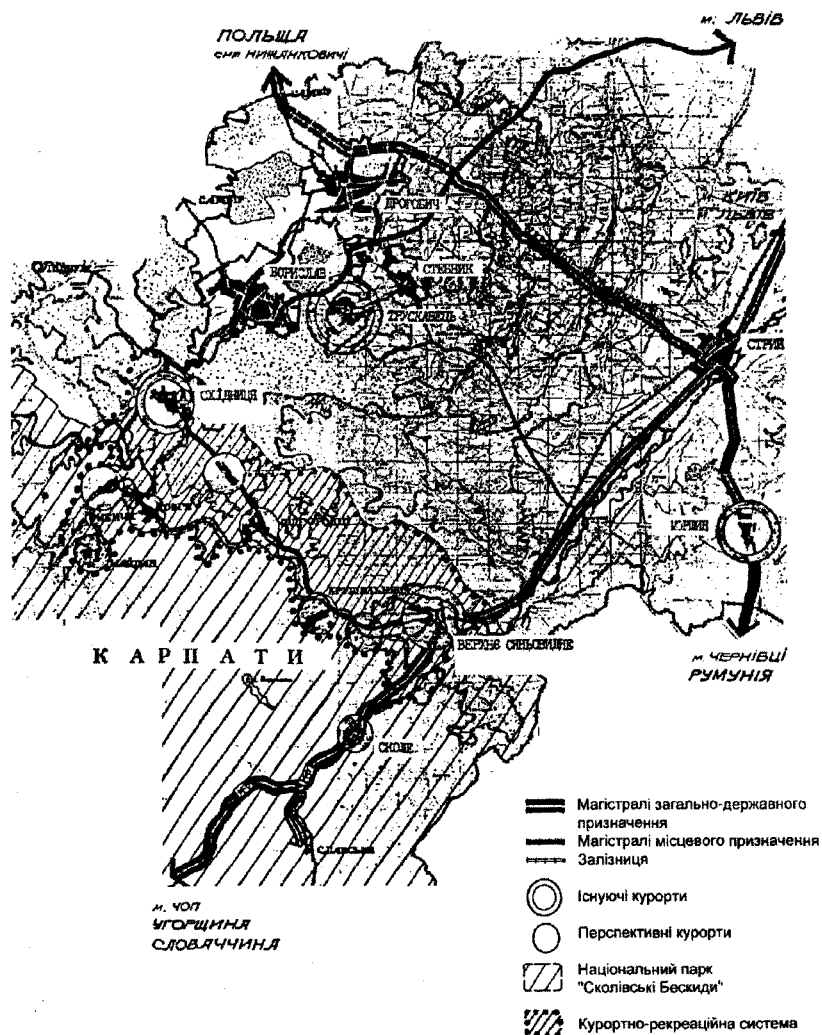 м. ЛЬВІВ
ПОЛЬЩА
смт НИЖАНКОВИЧІ
м. КИЇВ
м. ЛЬВІВ
ДРОГОБИЧ
БОРИСЛАВ
СТЕБНИК
ТРУСКАВЕЦЬ
СТРИЙ
СХІДНИЦЯ
МОРШИН
КАРПАТИ
ВЕРХНЄ СИНЬОВИДНЕ
м. ЧЕРНІВЦІ
РУМУНІЯ
СКОЛЕ
м. ЧОП
УГОРЩИНА
СЛОВАЧЧИНА
Магістралі загально-державного
призначення
Магістралі місцевого призначення
Залізниця
Існуючі курорти
Перспективні курорти
Національний парк
"Сколівські Бескиди"
Курортно-рекреаційна система